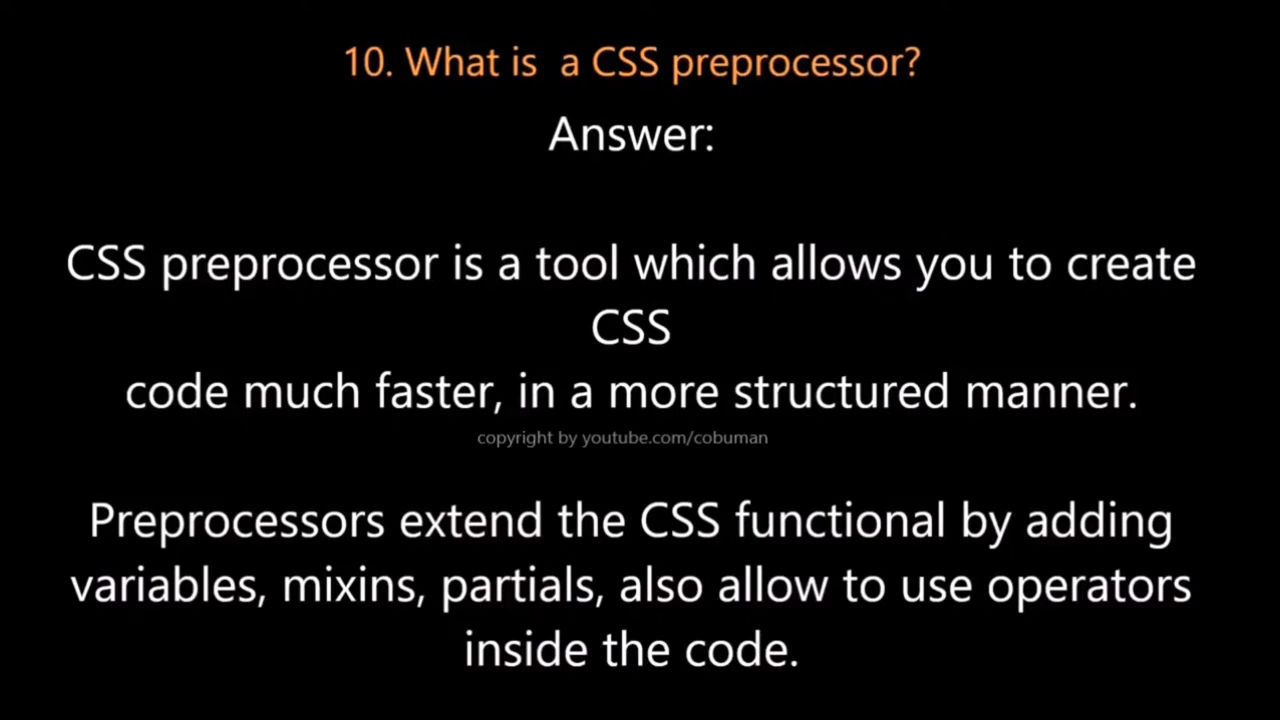 10. What is  a CSS preprocessor?
Answer:
CSS preprocessor is a tool which allows you to create
CSS
code much faster, in a more structured manner.
copyright by youtube.com/cobuman
Preprocessors extend the CSS functional by adding
variables, mixins, partials, also allow to use operators
inside the code.